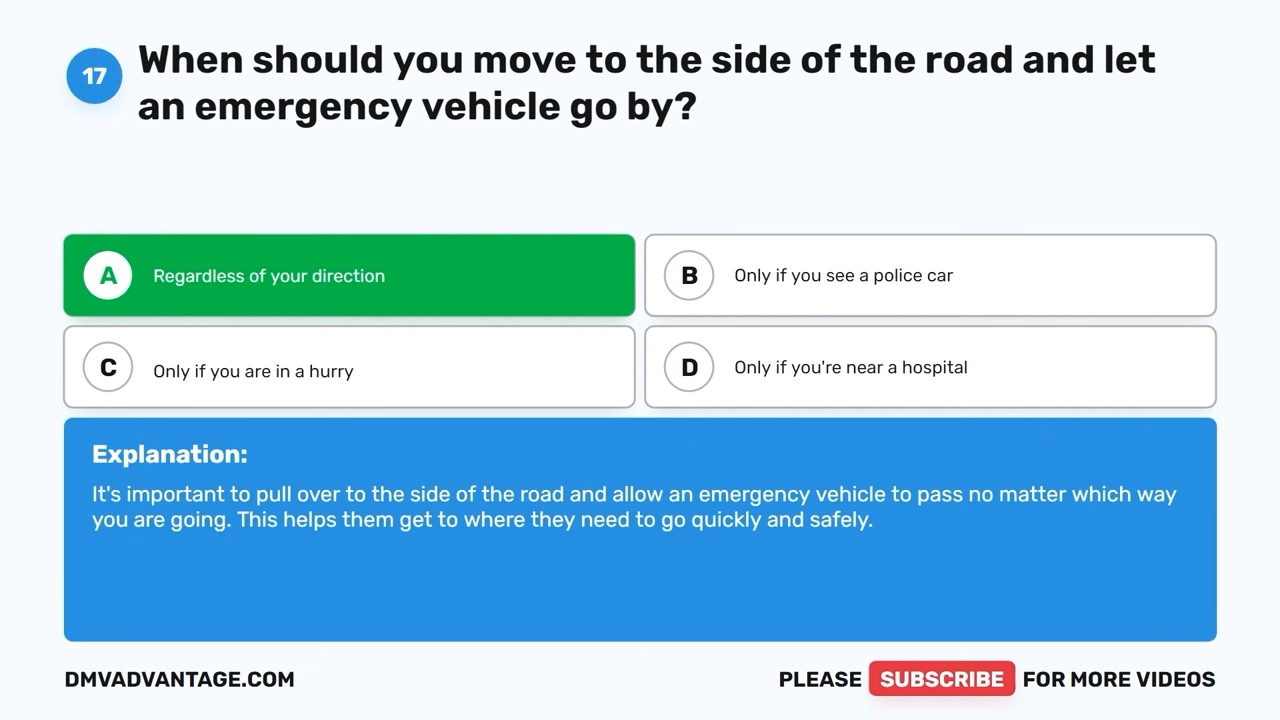 17
When should you move to the side of the road and let
an emergency vehicle go by?
A Regardless of your direction
B Only if you see a police car
C Only if you are in a hurry
D Only if you're near a hospital
Explanation:
It's important to pull over to the side of the road and allow an emergency vehicle to pass no matter which way
you are going. This helps them get to where they need to go quickly and safely.
DMVADVANTAGE.COM
PLEASE SUBSCRIBE FOR MORE VIDEOS